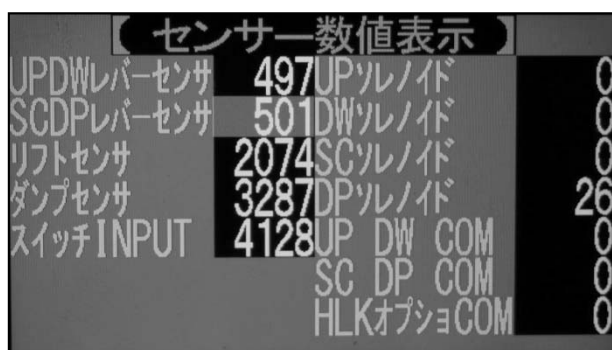 センサー数値表示
UPDWレバーセンサ 497 UPソレノイド 0
SCDPレバーセンサ 501 DWソレノイド 0
リフトセンサ 2074 SCソレノイド 0
ダンプセンサ 3287 DPソレノイド 26
スイッチINPUT 4128 UP DW COM 0
SC DP COM 0
HLKオプショCOM 0